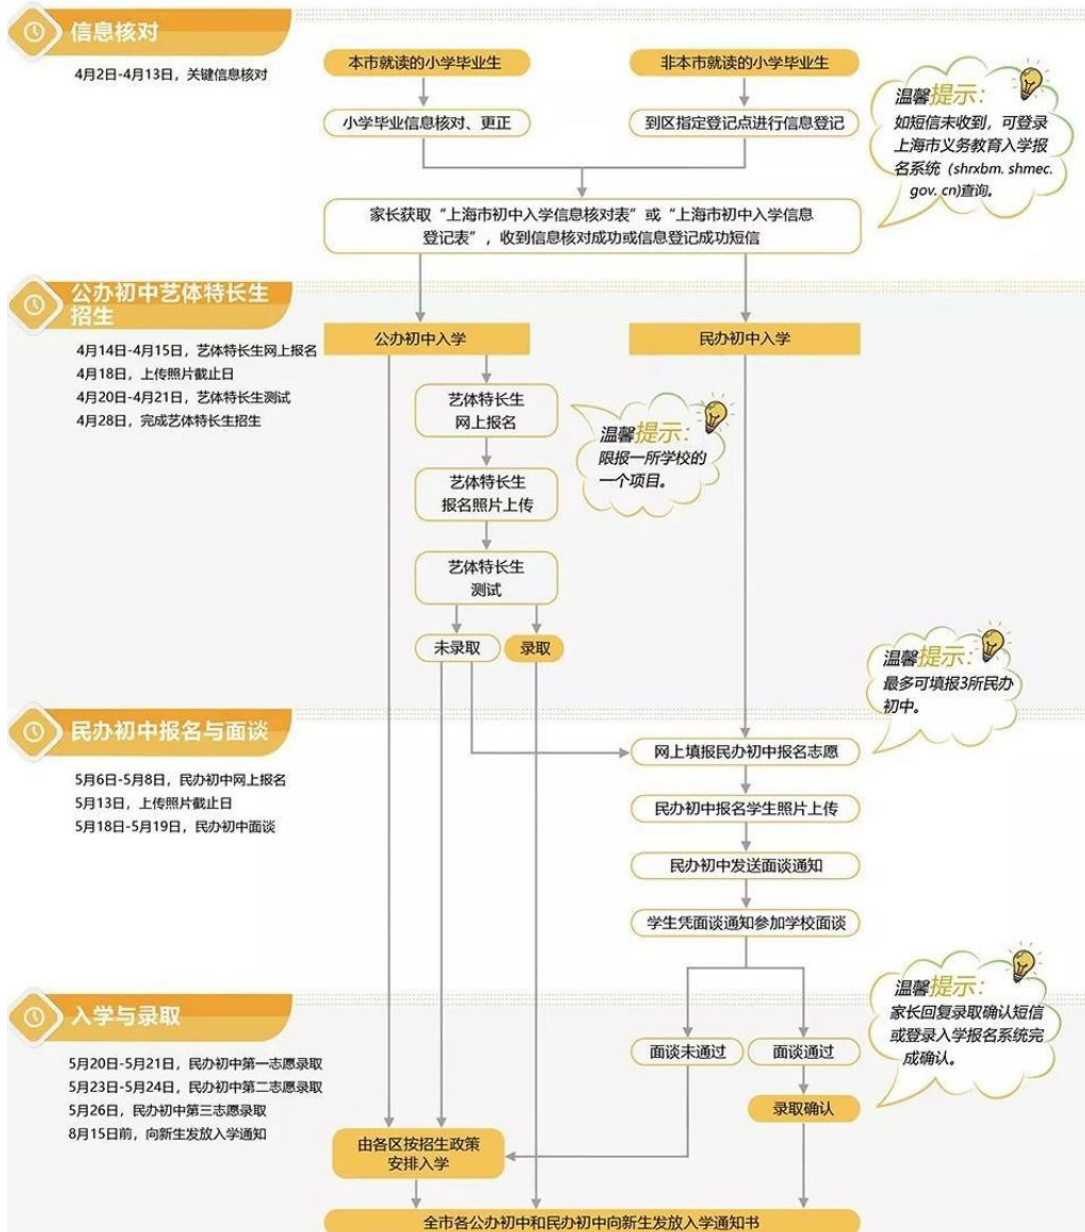 信息核对
4月2日-4月13日，关键信息核对
本市就读的小学毕业生
非本市就读的小学毕业生
小学毕业信息核对、更正
到区指定登记点进行信息登记
温馨提示：
如短信未收到，可登录
上海市义务教育入学报
名系统（shrxbm. shmec.
gov. cn)查询。
家长获取“上海市初中入学信息核对表”或“上海市初中入学信息
登记表”，收到信息核对成功或信息登记成功短信
公办初中艺体特长生
招生
4月14日-4月15日，艺体特长生网上报名
4月18日，上传照片截止日
4月20日-4月21日，艺体特长生测试
4月28日，完成艺体特长生招生
公办初中入学
民办初中入学
艺体特长生
网上报名
温馨提示：
限报一所学校的
一个项目。
艺体特长生
报名照片上传
艺体特长生
测试
未录取
录取
温馨提示：
最多可填报3所民办
初中。
民办初中报名与面谈
5月6日-5月8日，民办初中网上报名
5月13日，上传照片截止日
5月18日-5月19日，民办初中面谈
网上填报民办初中报名志愿
民办初中报名学生照片上传
民办初中发送面谈通知
学生凭面谈通知参加学校面谈
温馨提示：
家长回复录取确认短信
或登录入学报名系统完
成确认。
入学与录取
5月20日-5月21日，民办初中第一志愿录取
5月23日-5月24日，民办初中第二志愿录取
5月26日，民办初中第三志愿录取
8月15日前，向新生发放入学通知
面谈未通过
面谈通过
录取确认
由各区按招生政策
安排入学
全市各公办初中和民办初中向新生发放入学通知书